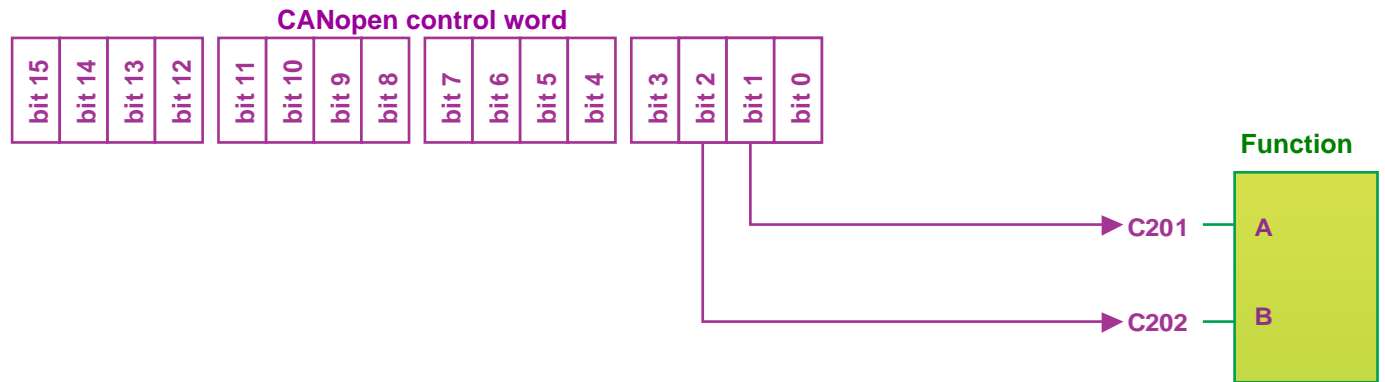 CANopen control word
bit 15 bit 14 bit 13 bit 12 bit 11 bit 10 bit 9 bit 8 bit 7 bit 6 bit 5 bit 4 bit 3 bit 2 bit 1 bit 0
Function
C201 A
C202 B